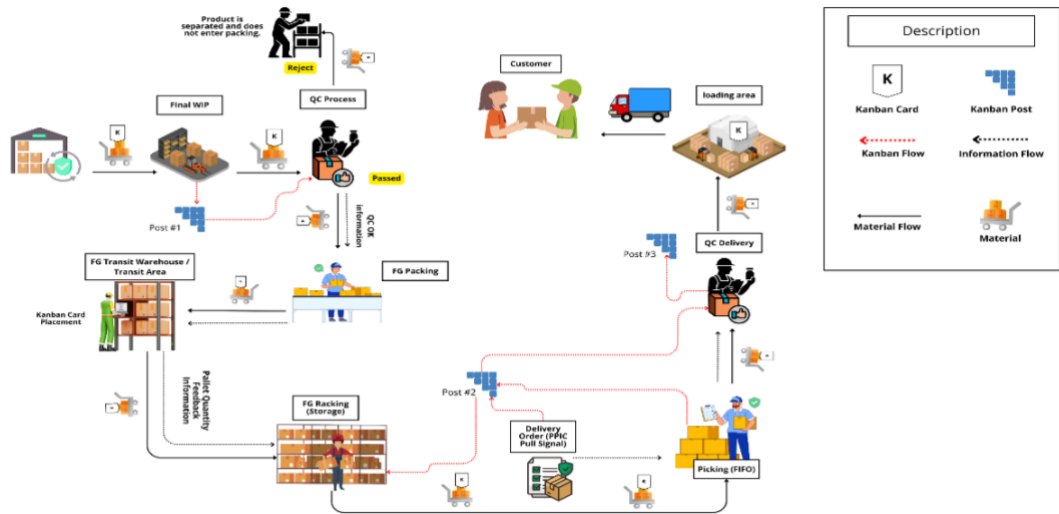 Product is
separated and does
not enter packing.
Reject
QC Process
Final WIP
K
K
Passed
Post #1
QC OK
information
Customer
loading area
K
Description
K
Kanban Card
Kanban Post
Kanban Flow
Information Flow
Material Flow
Material
FG Transit Warehouse /
Transit Area
FG Packing
Kanban Card
Placement
Pallet Quantity
Feedback
Information
FG Racking
(Storage)
Post #3
QC Delivery
Post #2
Delivery
Order (PPIC
Pull Signal)
Picking (FIFO)
K
K